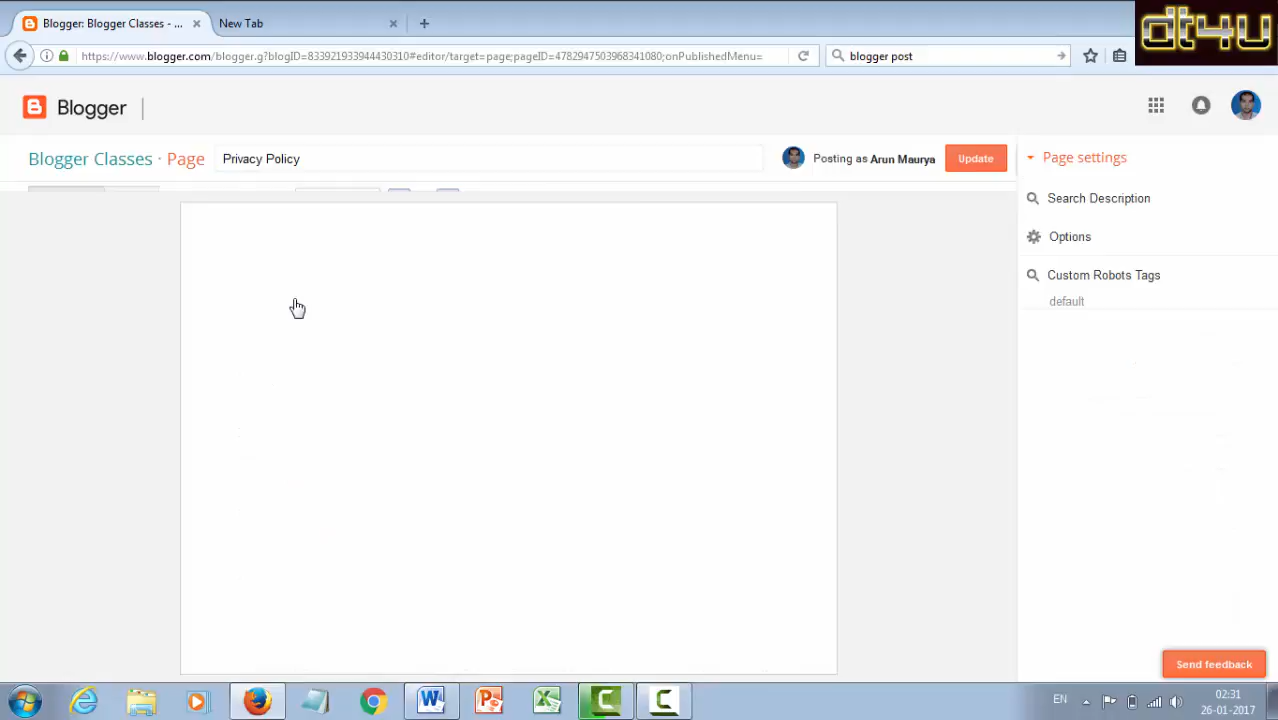 Blogger: Blogger Classes - ...
New Tab
DT4U
https://www.blogger.com/blogger.g?blogID=833921933944430310#editor/target=page;pageID=4782947503968341080;onPublishedMenu=
blogger post
Blogger
Blogger Classes · Page
Privacy Policy
Posting as Arun Maurya
Update
Page settings
Search Description
Options
Custom Robots Tags
default
Send feedback
EN
02:31
26-01-2017